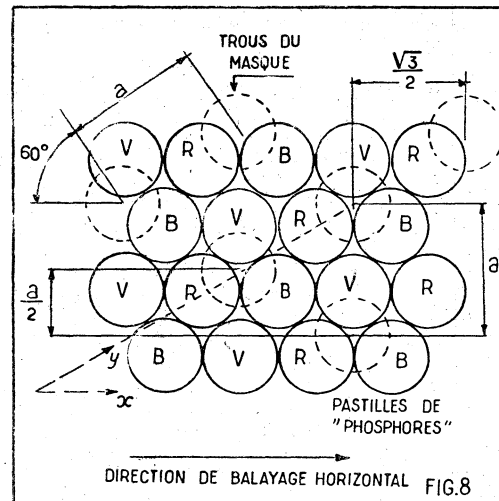 TROUS DU
MASQUE
√3
2
a
60°
V R B V R
B V R B
a
2
V R B V R
a
B V R B
y
x
PASTILLES DE
"PHOSPHORES"
DIRECTION DE BALAYAGE HORIZONTAL FIG.8